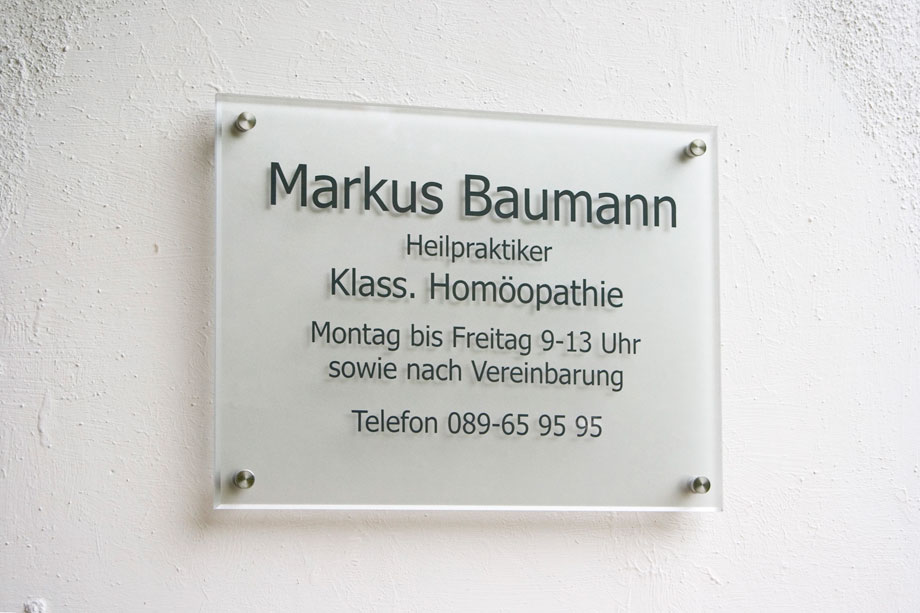 Markus Baumann
Heilpraktiker
Klass. Homöopathie
Montag bis Freitag 9-13 Uhr
sowie nach Vereinbarung
Telefon 089-65 95 95